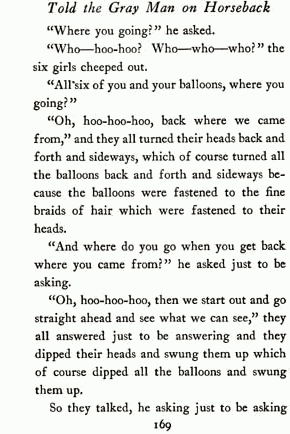 Told the Gray Man on Horseback
"Where you going?" he asked.
"Who—hoo-hoo? Who—who—who?" the
six girls cheeped out.
"All six of you and your balloons, where you
going?"
"Oh, hoo-hoo-hoo, back where we came
from," and they all turned their heads back and
forth and sideways, which of course turned all
the balloons back and forth and sideways be-
cause the balloons were fastened to the fine
braids of hair which were fastened to their
heads.
"And where do you go when you get back
where you came from?" he asked just to be
asking.
"Oh, hoo-hoo-hoo, then we start out and go
straight ahead and see what we can see," they
all answered just to be answering and they
dipped their heads and swung them up which
of course dipped all the balloons and swung
them up.
So they talked, he asking just to be asking
169